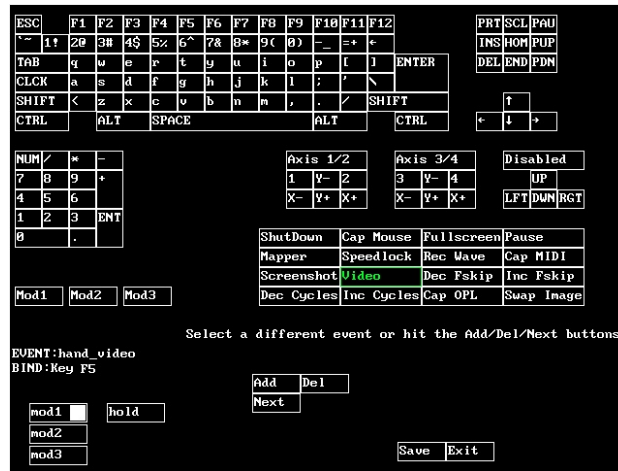 ESC F1 F2 F3 F4 F5 F6 F7 F8 F9 F10 F11 F12 PRT SCL PAU
`~ 1! 2@ 3# 4$ 5% 6^ 7& 8* 9( 0) -_ =+ ← INS HOM PUP
TAB q w e r t y u i o p [ ] ENTER DEL END PDN
CLCK a s d f g h j k l ; ' \
SHIFT < z x c v b n m , . / SHIFT ↑
CTRL ALT SPACE ALT CTRL ← ↓ →
NUM / * - Axis 1/2 Axis 3/4 Disabled
7 8 9 + 1 Y- 2 3 Y- 4 UP
4 5 6 X- Y+ X+ X- Y+ X+ LFT DWN RGT
1 2 3 ENT
0 . ShutDown Cap Mouse Fullscreen Pause
Mapper Speedlock Rec Wave Cap MIDI
Screenshot Video Dec Fskip Inc Fskip
Mod1 Mod2 Mod3 Dec Cycles Inc Cycles Cap OPL Swap Image
Select a different event or hit the Add/Del/Next buttons
EVENT:hand_video
BIND:Key F5
Add Del
Next
mod1 hold
mod2
mod3 Save Exit